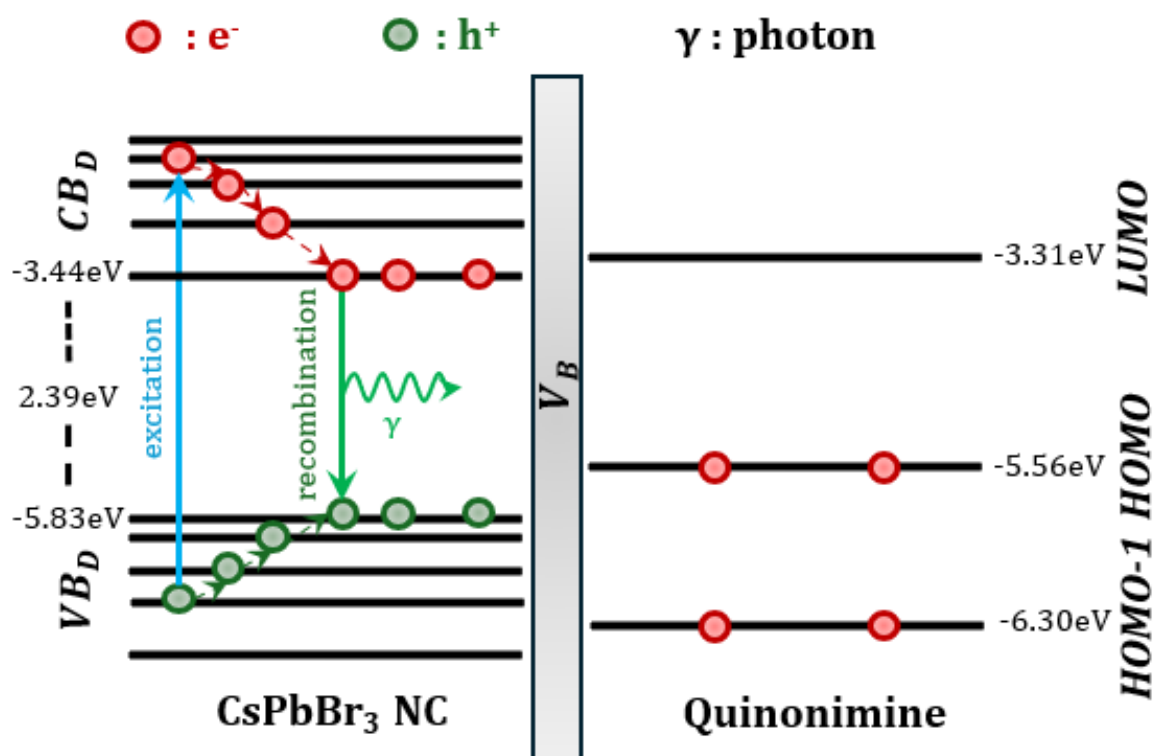 : e⁻
: h⁺
γ : photon
CB_D
-3.44eV
2.39eV
-5.83eV
VB_D
excitation
recombination
γ
V_B
-3.31eV
LUMO
-5.56eV
HOMO
-6.30eV
HOMO-1
CsPbBr₃ NC
Quinonimine